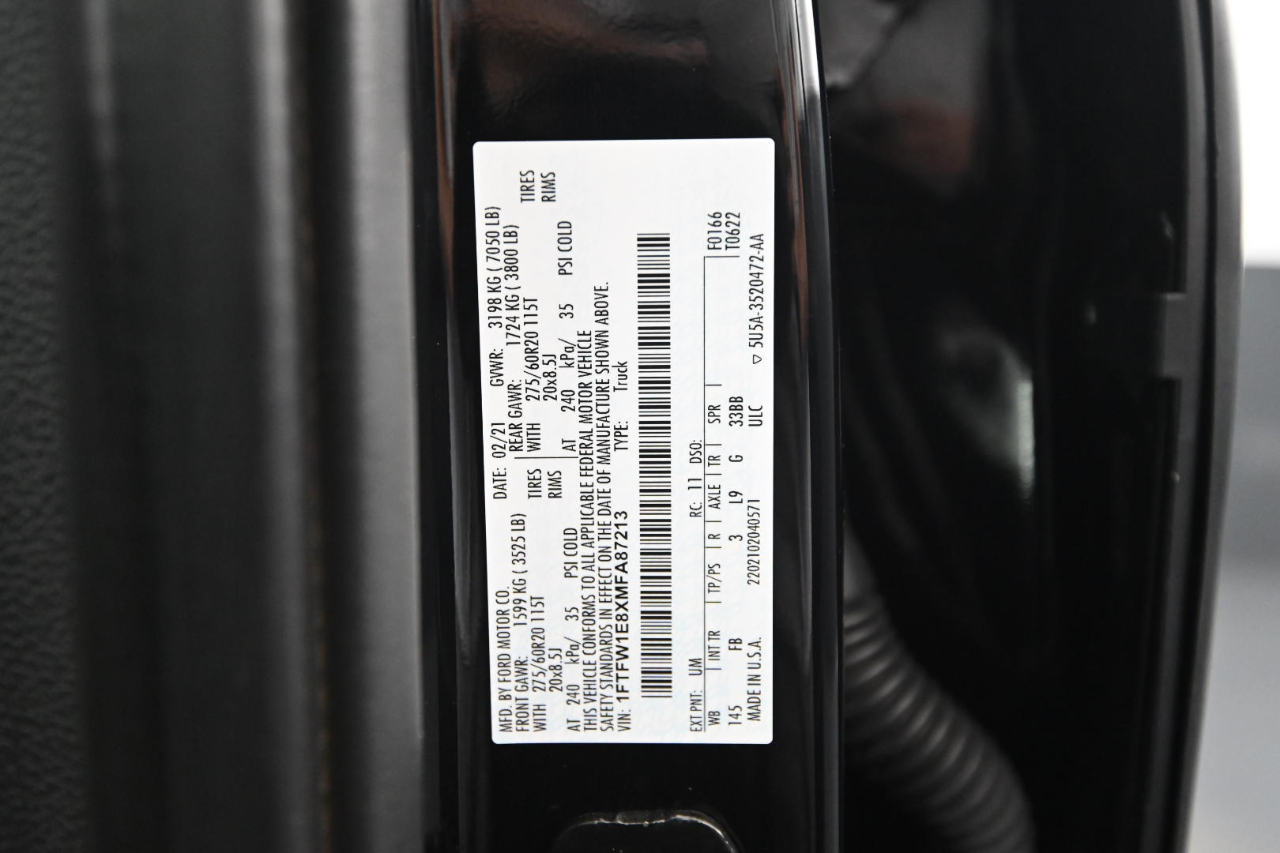 MFD. BY FORD MOTOR CO. DATE: 02/21 GVWR: 3198 KG ( 7050 LB)
FRONT GAWR: 1599 KG ( 3525 LB) REAR GAWR: 1724 KG ( 3800 LB)
WITH 275/60R20 115T TIRES WITH 275/60R20 115T TIRES
20x8.5J RIMS 20x8.5J RIMS
AT 240 kPa/ 35 PSI COLD AT 240 kPa/ 35 PSI COLD
THIS VEHICLE CONFORMS TO ALL APPLICABLE FEDERAL MOTOR VEHICLE
SAFETY STANDARDS IN EFFECT ON THE DATE OF MANUFACTURE SHOWN ABOVE.
VIN: 1FTFW1E8XMFA87213 TYPE: Truck
EXT PNT: UM RC: 11 DSO:
WB INT TR TP/PS R AXLE TR SPR F0166
145 FB 3 L9 G 33BB T0622
MADE IN U.S.A. 2202102040571 ULC ▽ 5U5A-3520472-AA